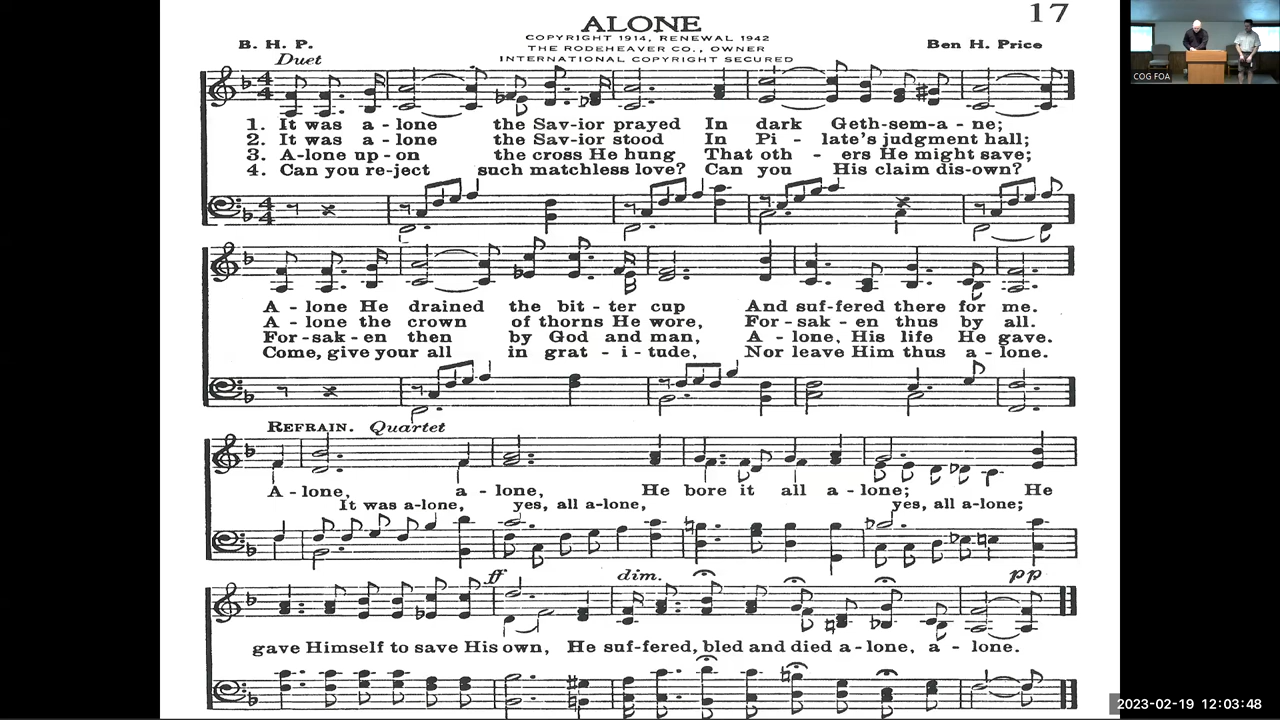 17
ALONE
COPYRIGHT 1914, RENEWAL 1942
THE RODEHEAVER CO., OWNER
INTERNATIONAL COPYRIGHT SECURED
B. H. P.
Ben H. Price
Duet
1. It was a - lone the Sav-ior prayed In dark Geth-sem-a-ne;
2. It was a - lone the Sav-ior stood In Pi - late's judgment hall;
3. A-lone up-on the cross He hung That oth - ers He might save;
4. Can you re-ject such matchless love? Can you His claim dis-own?
A - lone He drained the bit - ter cup And suf-fered there for me.
A - lone the crown of thorns He wore, For-sak - en thus by all.
For-sak-en then by God and man, A - lone, His life He gave.
Come, give your all in grat - i - tude, Nor leave Him thus a - lone.
REFRAIN. Quartet
A - lone, a - lone, He bore it all a - lone; He
It was a-lone, yes, all a-lone, yes, all a-lone;
ff dim. pp
gave Himself to save His own, He suf-fered, bled and died a - lone, a - lone.
COG FOA
2023-02-19 12:03:48